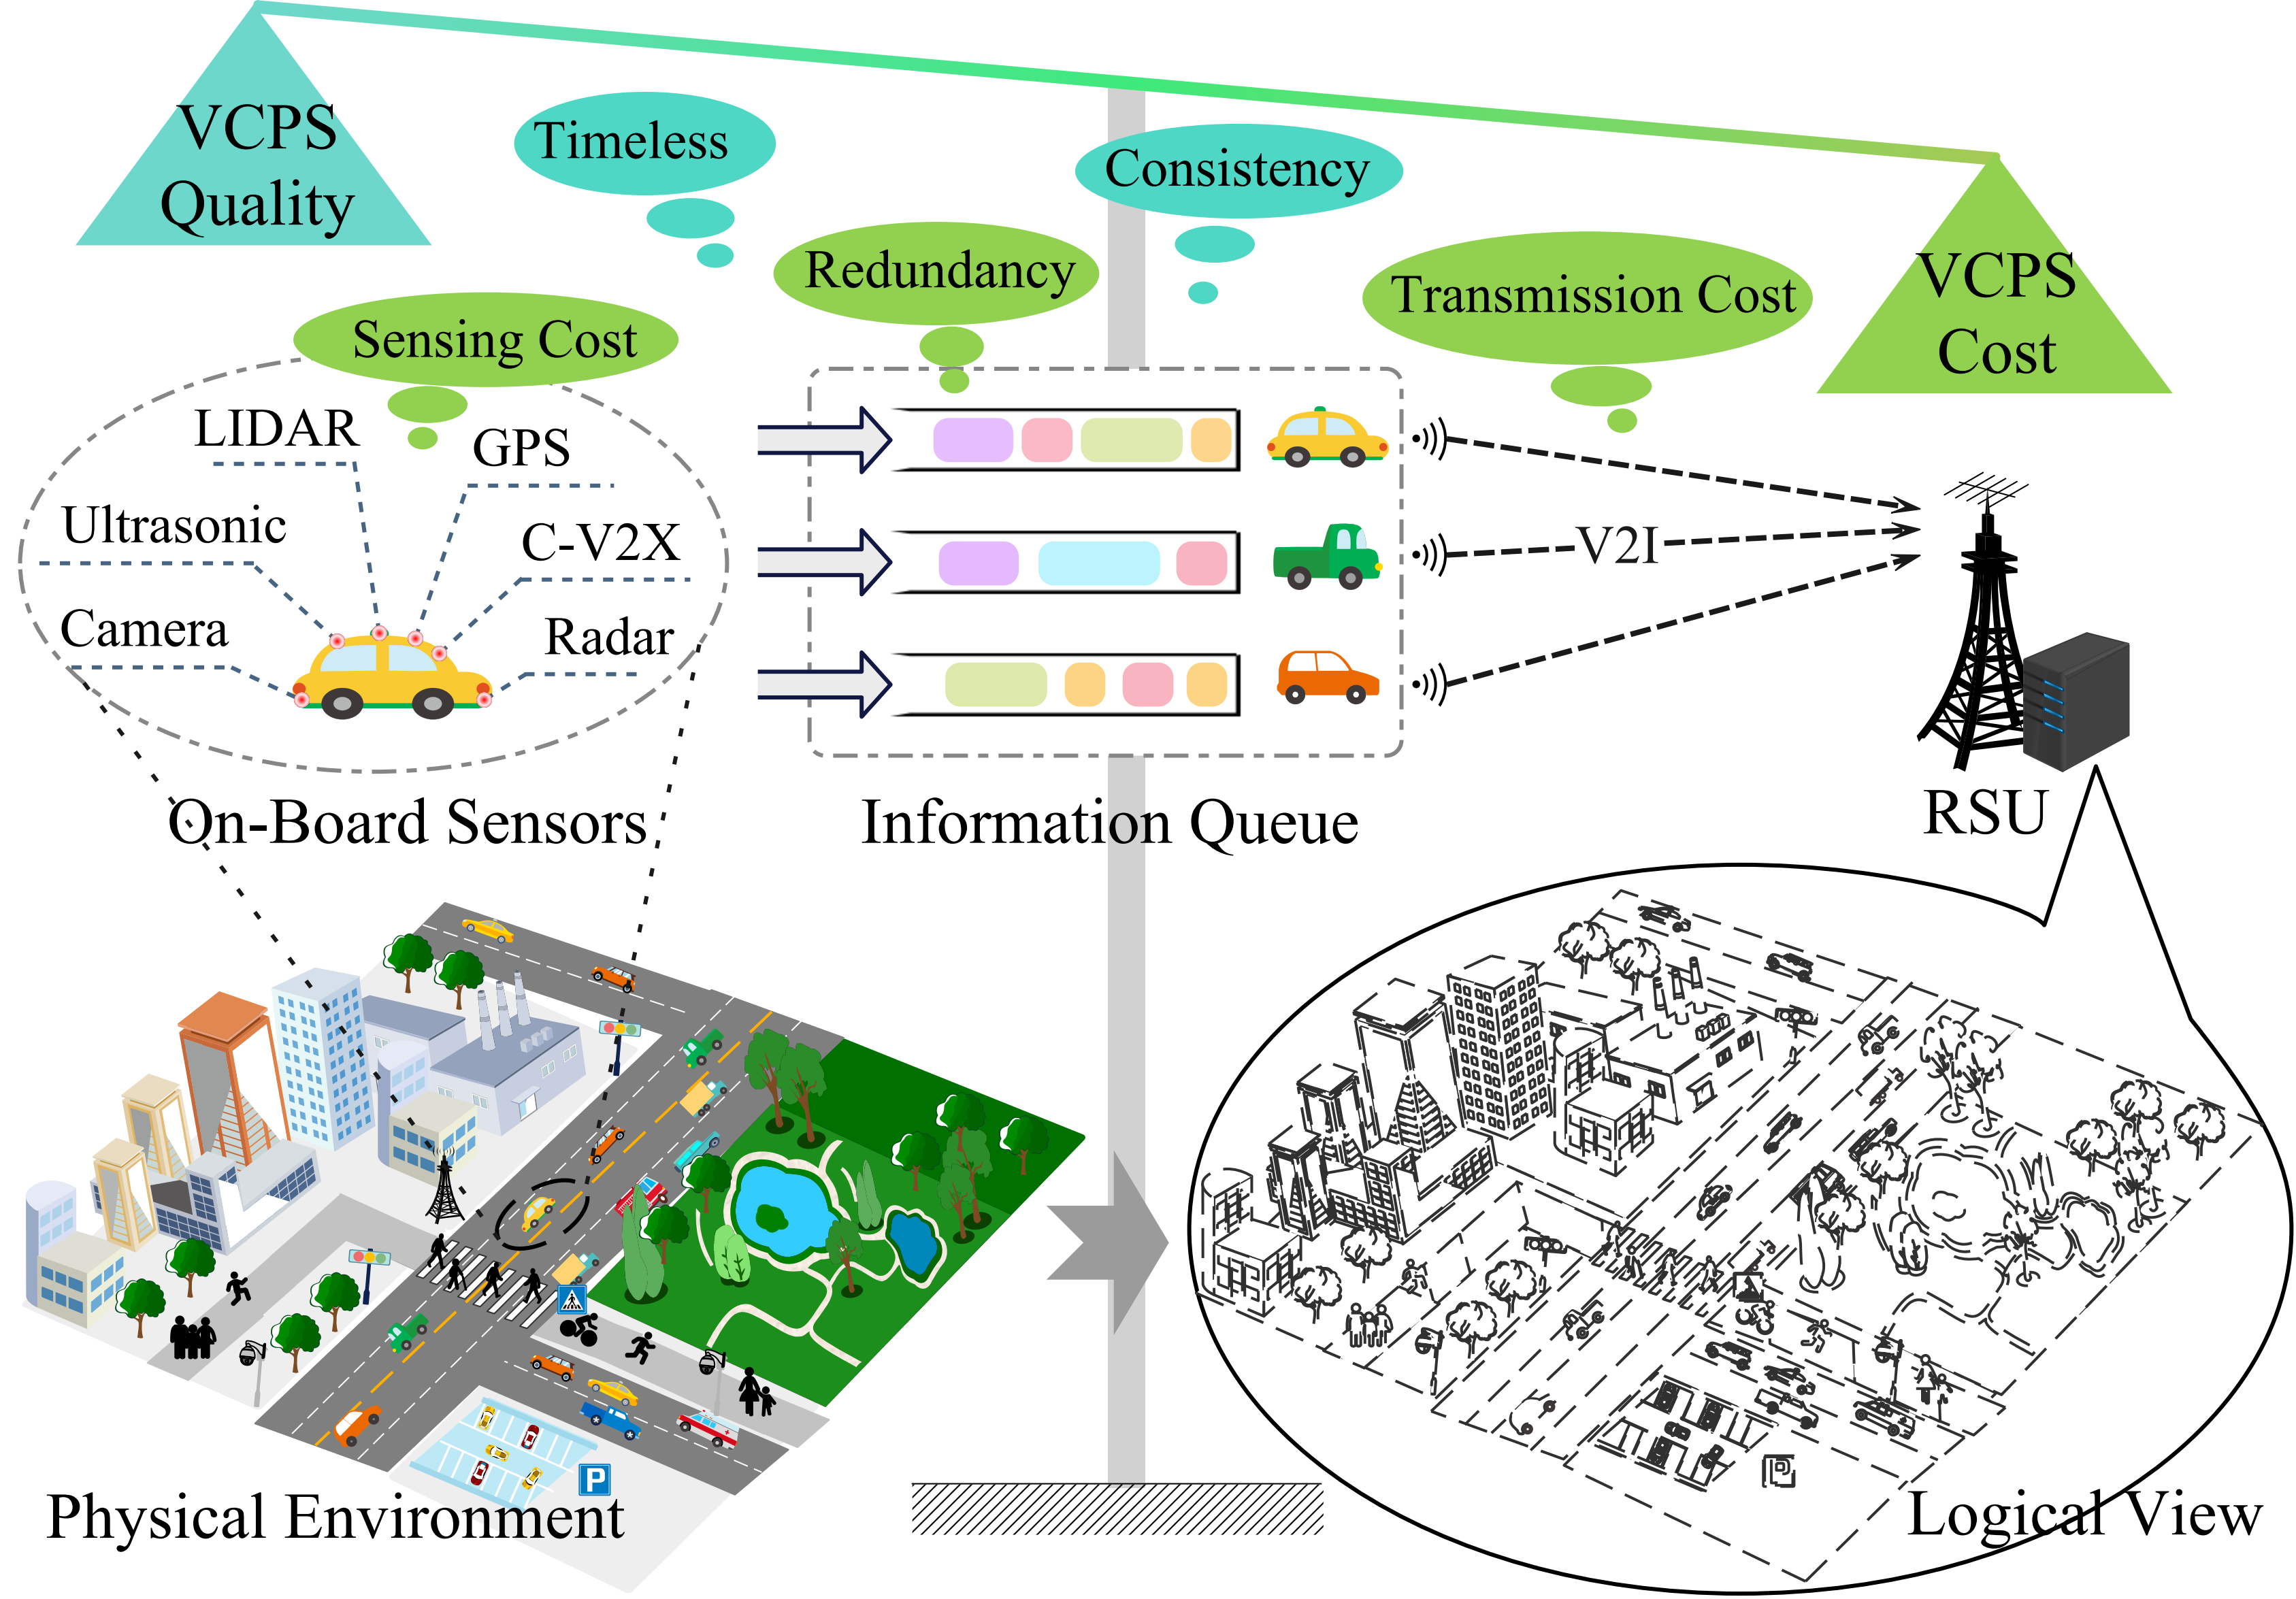 VCPS
Quality
Timeless
Consistency
Redundancy
Sensing Cost
Transmission Cost
VCPS
Cost
LIDAR
GPS
Ultrasonic
C-V2X
Camera
Radar
V2I
On-Board Sensors
Information Queue
RSU
P
P
Physical Environment
Logical View